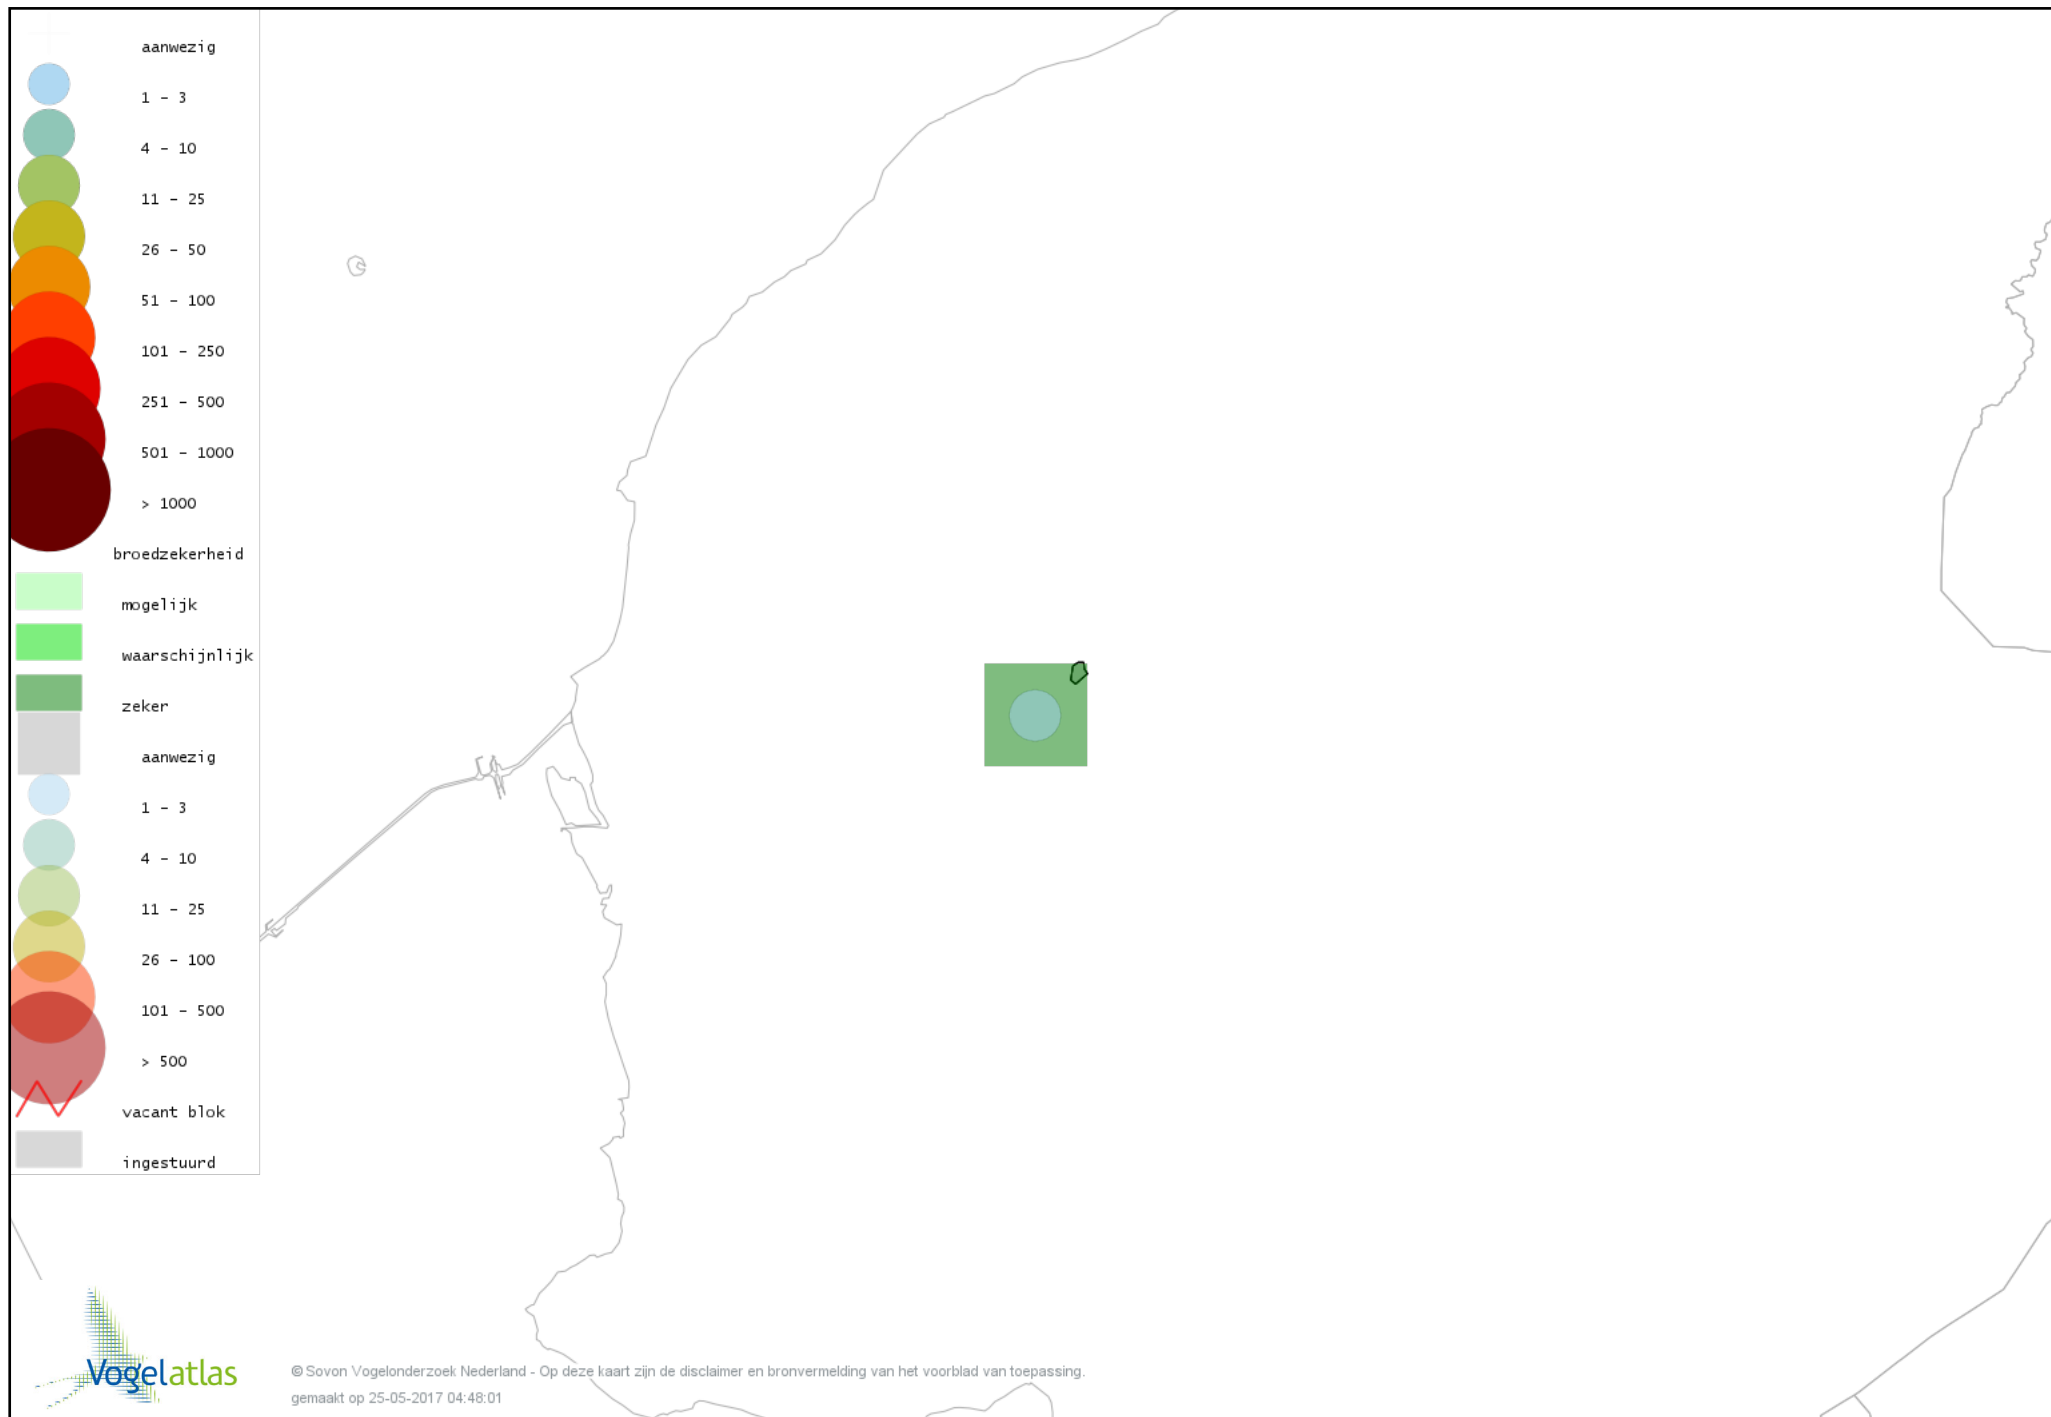 aanwezig
1 - 3
4 - 10
11 - 25
26 - 50
51 - 100
101 - 250
251 - 500
501 - 1000
> 1000
broedzekerheid
mogelijk
waarschijnlijk
zeker
aanwezig
1 - 3
4 - 10
11 - 25
26 - 100
101 - 500
> 500
vacant blok
ingestuurd
Vogelatlas
© Sovon Vogelonderzoek Nederland - Op deze kaart zijn de disclaimer en bronvermelding van het voorblad van toepassing.
gemaakt op 25-05-2017 04:48:01